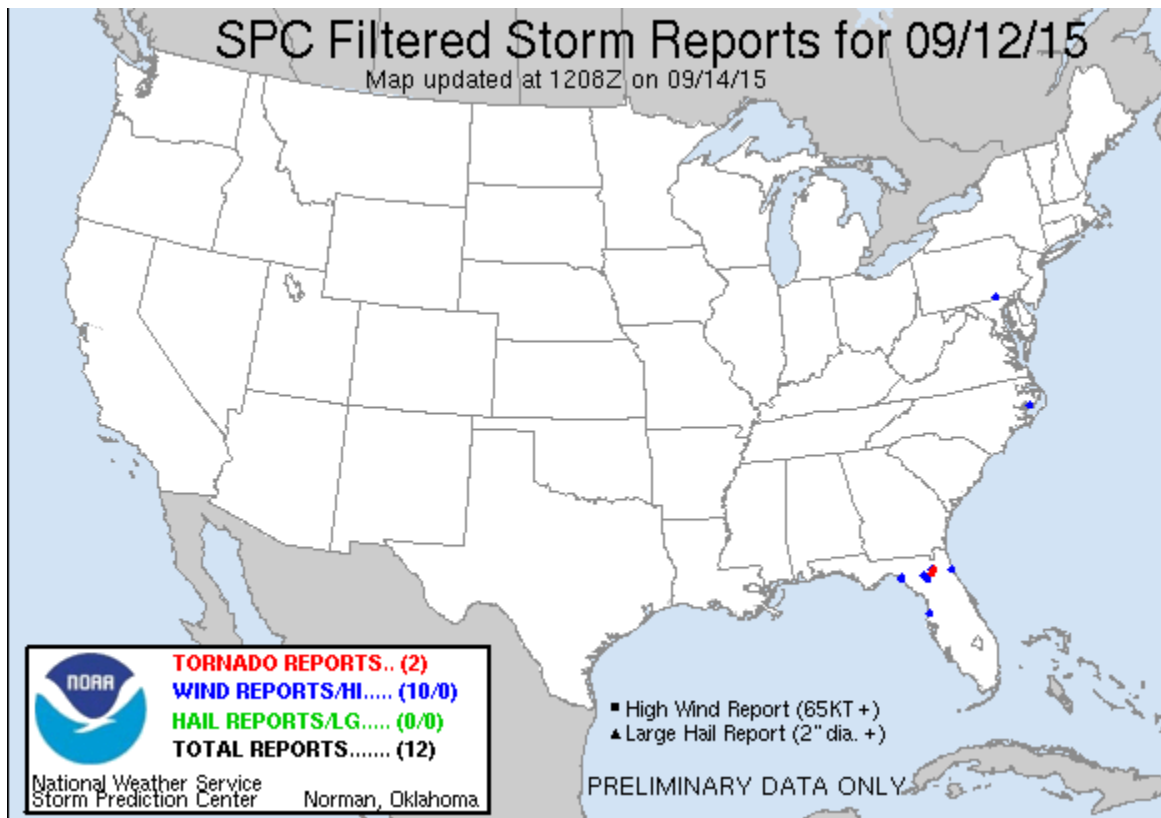 SPC Filtered Storm Reports for 09/12/15
Map updated at 1208Z on 09/14/15
NOAA
TORNADO REPORTS.. (2)
WIND REPORTS/HI..... (10/0)
HAIL REPORTS/LG..... (0/0)
TOTAL REPORTS....... (12)
National Weather Service
Storm Prediction Center Norman, Oklahoma
High Wind Report (65KT +)
Large Hail Report (2" dia. +)
PRELIMINARY DATA ONLY